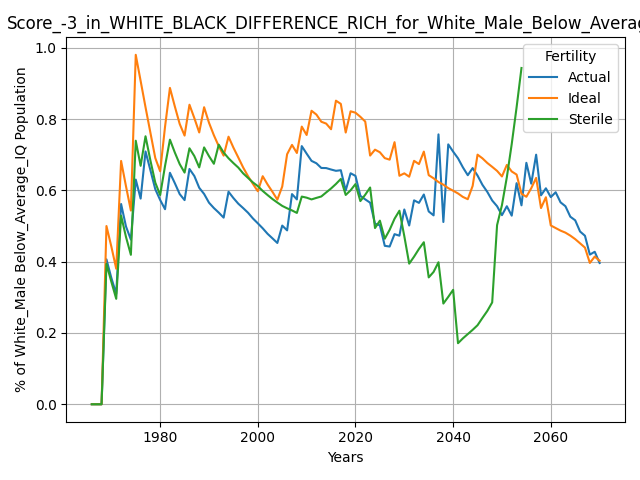 Score_-3_in_WHITE_BLACK_DIFFERENCE_RICH_for_White_Male_Below_Averag
Fertility
Actual
Ideal
Sterile
% of White_Male Below_Average_IQ Population
1.0
0.8
0.6
0.4
0.2
0.0
1980
2000
2020
2040
2060
Years